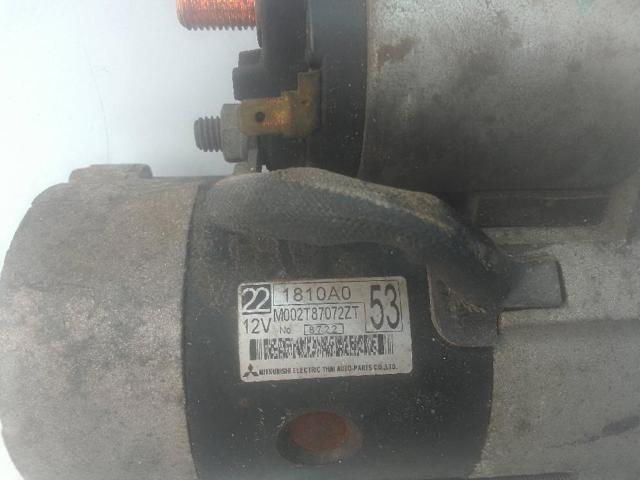 22 1810A0
12V M002T87072ZT 53
No 8722
MITSUBISHI ELECTRIC THAI AUTO-PARTS CO.,LTD.